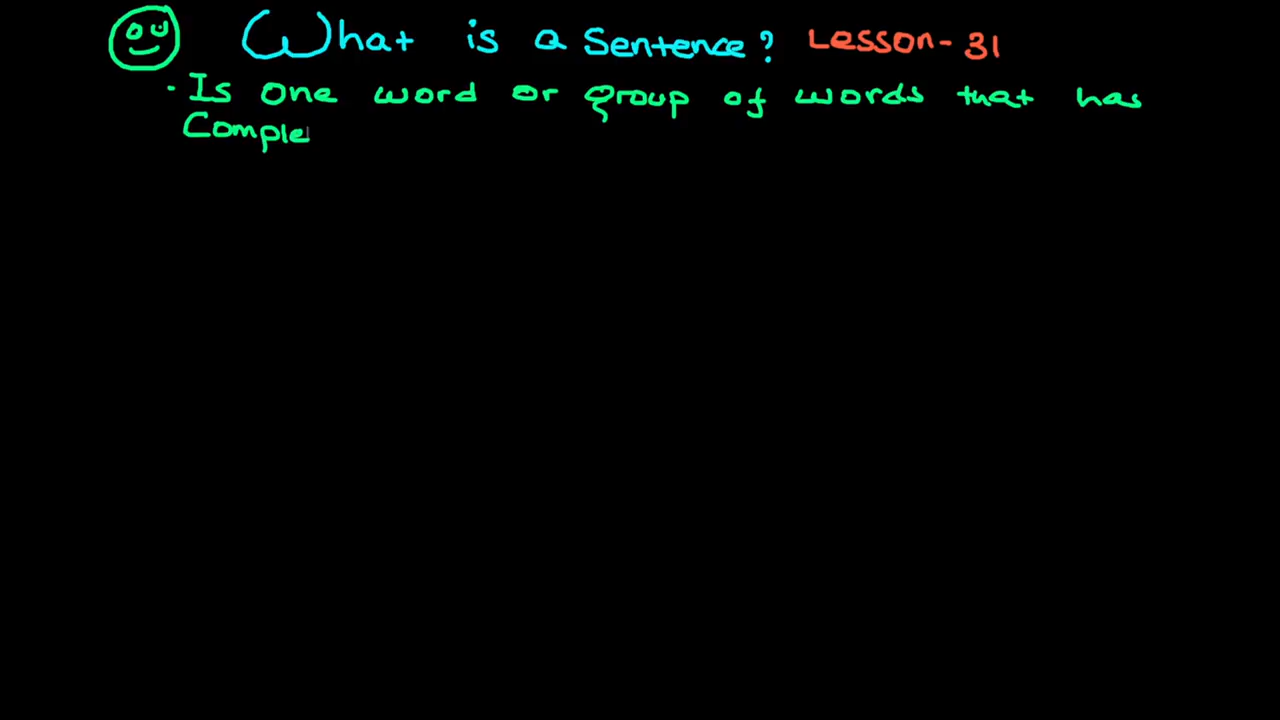 What is a Sentence? Lesson-31
· Is one word or group of words that has
Comple